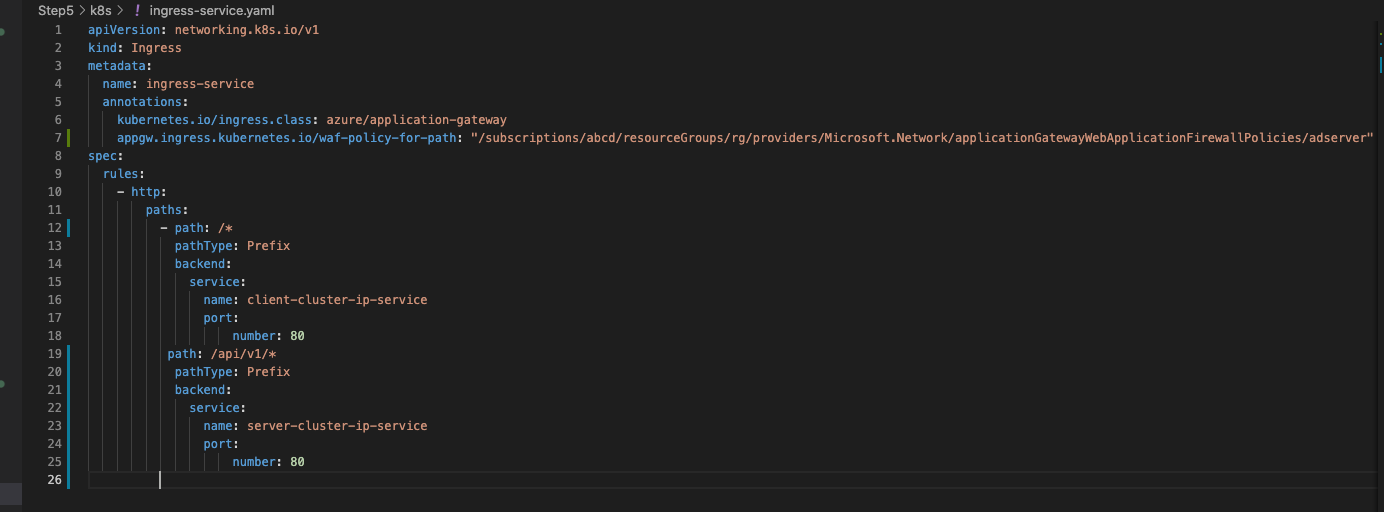 Step5 > k8s > ! ingress-service.yaml
1 apiVersion: networking.k8s.io/v1
2 kind: Ingress
3 metadata:
4   name: ingress-service
5   annotations:
6     kubernetes.io/ingress.class: azure/application-gateway
7     appgw.ingress.kubernetes.io/waf-policy-for-path: "/subscriptions/abcd/resourceGroups/rg/providers/Microsoft.Network/applicationGatewayWebApplicationFirewallPolicies/adserver"
8 spec:
9   rules:
10     - http:
11         paths:
12           - path: /*
13             pathType: Prefix
14             backend:
15               service:
16                 name: client-cluster-ip-service
17                 port:
18                     number: 80
19            path: /api/v1/*
20             pathType: Prefix
21             backend:
22               service:
23                 name: server-cluster-ip-service
24                 port:
25                     number: 80
26